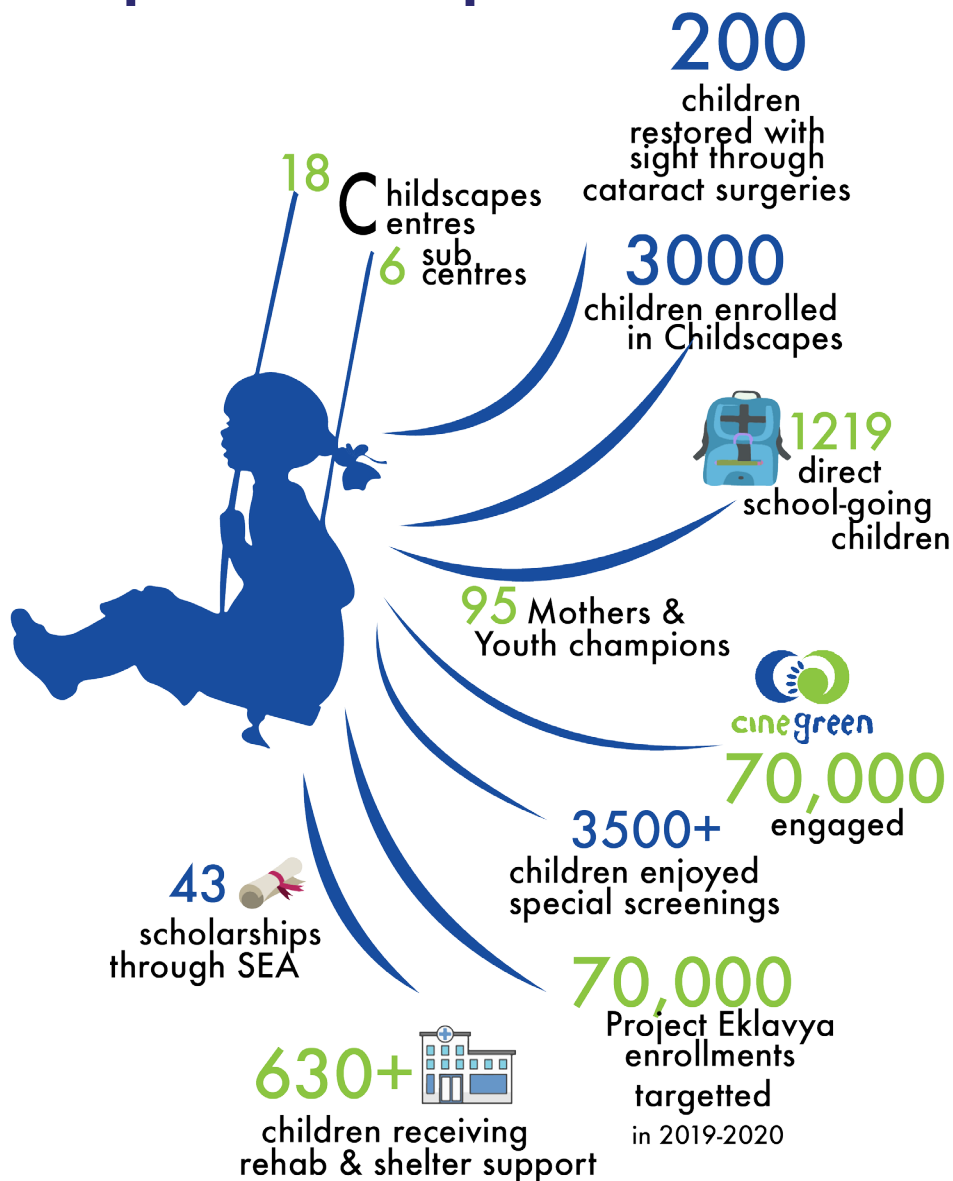 200
children
restored with
sight through
cataract surgeries
18
Childscapes
Centres
6 sub
centres
3000
children enrolled
in Childscapes
1219
direct
school-going
children
95 Mothers &
Youth champions
cinegreen
70,000
engaged
3500+
children enjoyed
special screenings
43
scholarships
through SEA
70,000
Project Eklavya
enrollments
targetted
in 2019-2020
630+
children receiving
rehab & shelter support